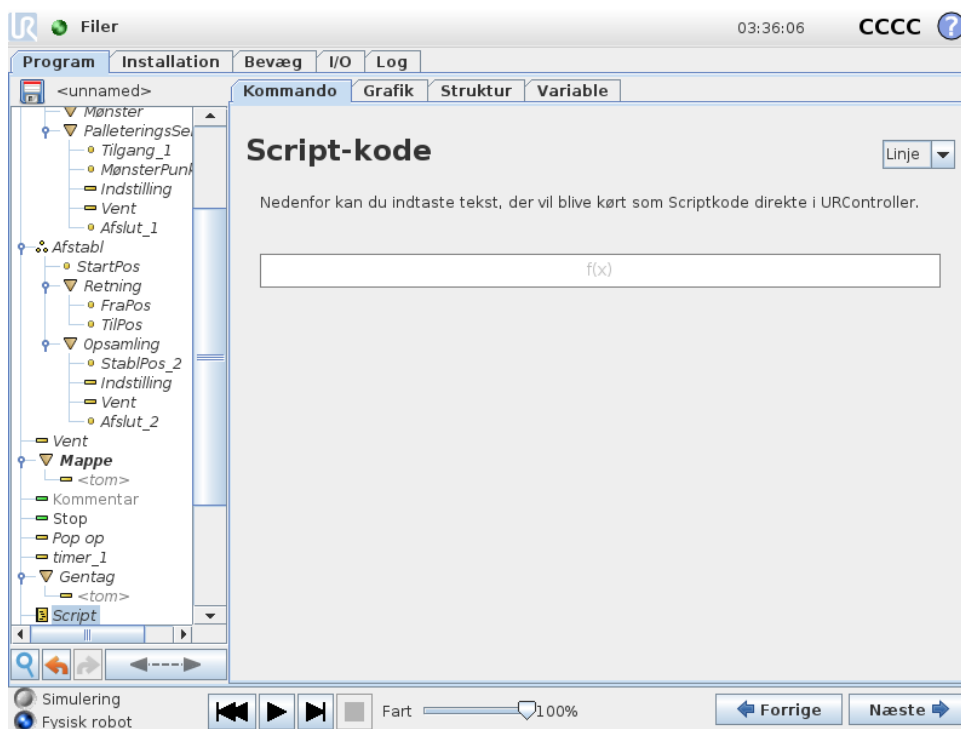 UR Filer 03:36:06 CCCC ?
Program Installation Bevæg I/O Log
<unnamed> Kommando Grafik Struktur Variable
Mønster
PalleteringsSe
Tilgang_1
MønsterPunk
Indstilling
Vent
Afslut_1
Afstabl
StartPos
Retning
FraPos
TilPos
Opsamling
StablPos_2
Indstilling
Vent
Afslut_2
Vent
Mappe
<tom>
Kommentar
Stop
Pop op
timer_1
Gentag
<tom>
Script
Script-kode
Linje
Nedenfor kan du indtaste tekst, der vil blive kørt som Scriptkode direkte i URController.
f(x)
Simulering
Fysisk robot
Fart 100%
Forrige Næste